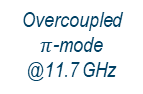 Overcoupled
π-mode
@11.7 GHz